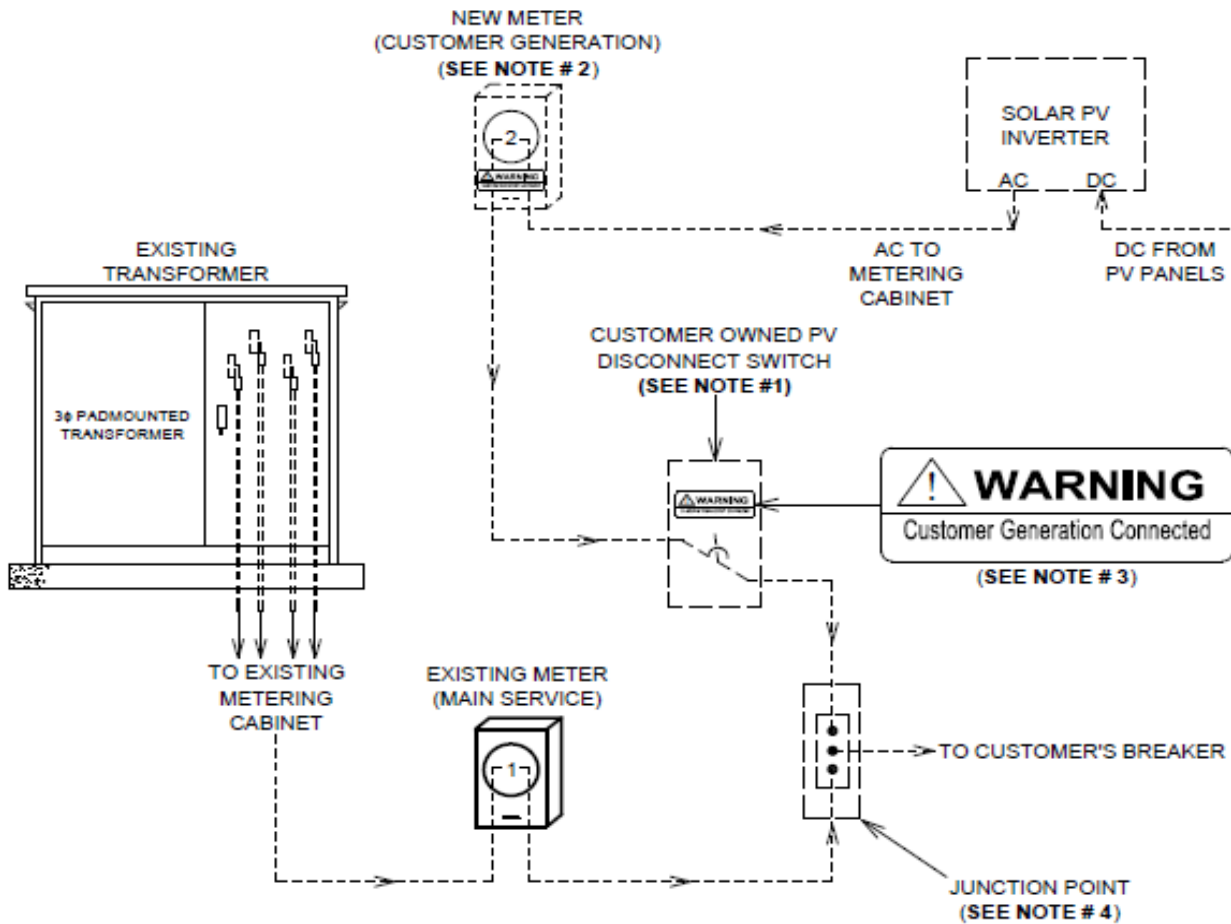 NEW METER
(CUSTOMER GENERATION)
(SEE NOTE # 2)
2
WARNING
SOLAR PV
INVERTER
AC DC
AC TO
METERING
CABINET
DC FROM
PV PANELS
EXISTING
TRANSFORMER
3ϕ PADMOUNTED
TRANSFORMER
CUSTOMER OWNED PV
DISCONNECT SWITCH
(SEE NOTE #1)
WARNING
! WARNING
Customer Generation Connected
(SEE NOTE # 3)
TO EXISTING
METERING
CABINET
EXISTING METER
(MAIN SERVICE)
1
TO CUSTOMER'S BREAKER
JUNCTION POINT
(SEE NOTE # 4)